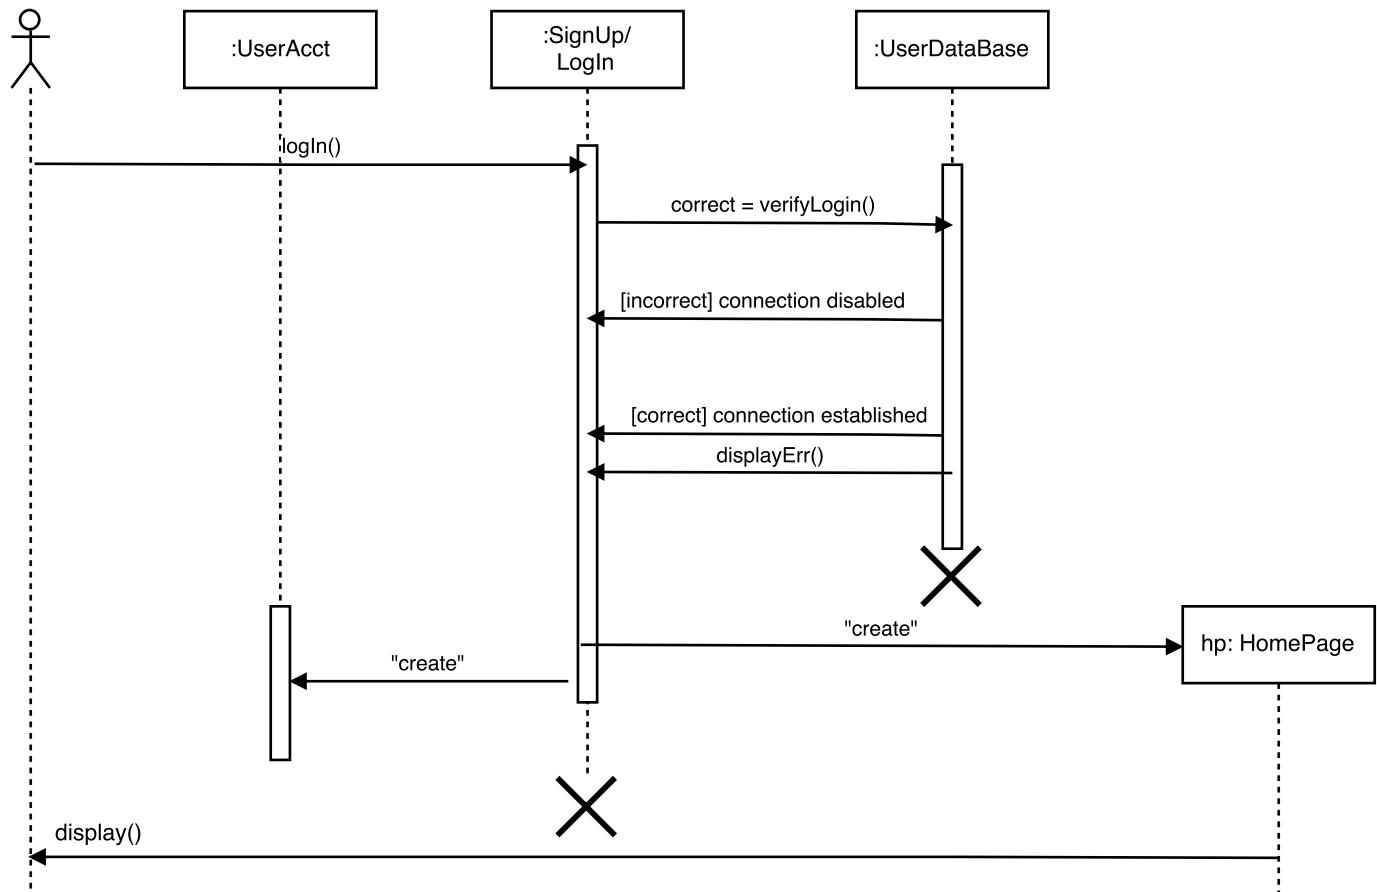 :UserAcct
:SignUp/
LogIn
:UserDataBase
logIn()
correct = verifyLogin()
[incorrect] connection disabled
[correct] connection established
displayErr()
"create"
hp: HomePage
"create"
display()